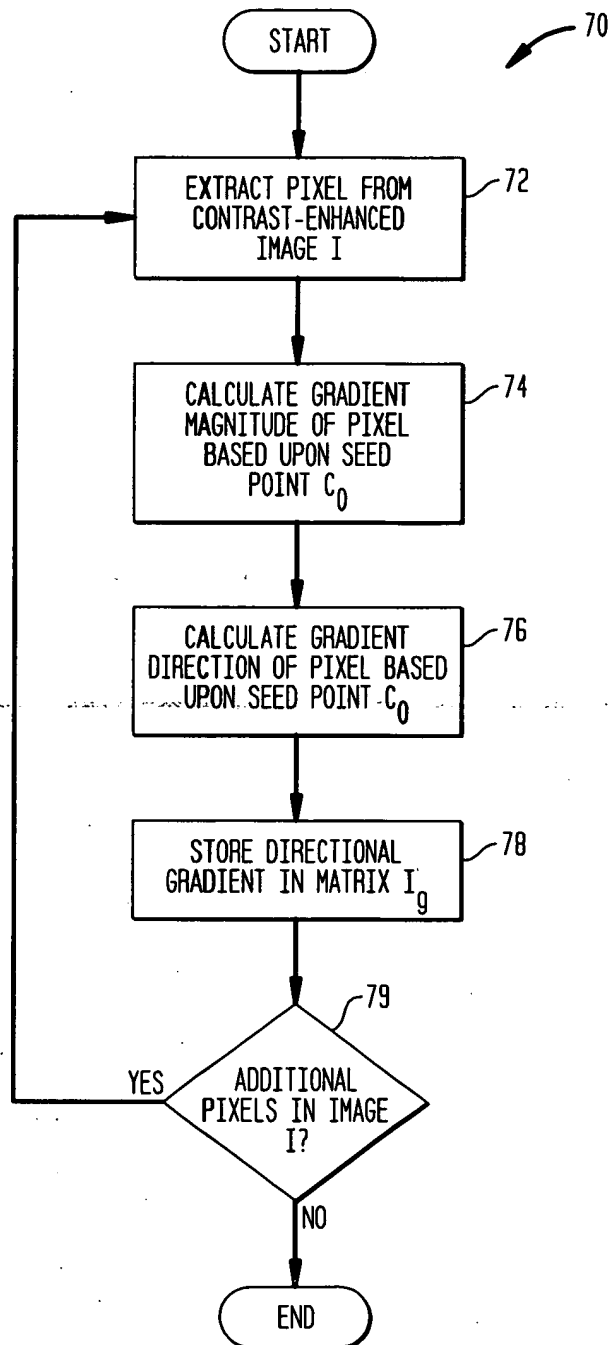 START
70
EXTRACT PIXEL FROM
CONTRAST-ENHANCED
IMAGE I
72
CALCULATE GRADIENT
MAGNITUDE OF PIXEL
BASED UPON SEED
POINT C0
74
CALCULATE GRADIENT
DIRECTION OF PIXEL BASED
UPON SEED POINT C0
76
STORE DIRECTIONAL
GRADIENT IN MATRIX Ig
78
79
YES
ADDITIONAL
PIXELS IN IMAGE
I?
NO
END